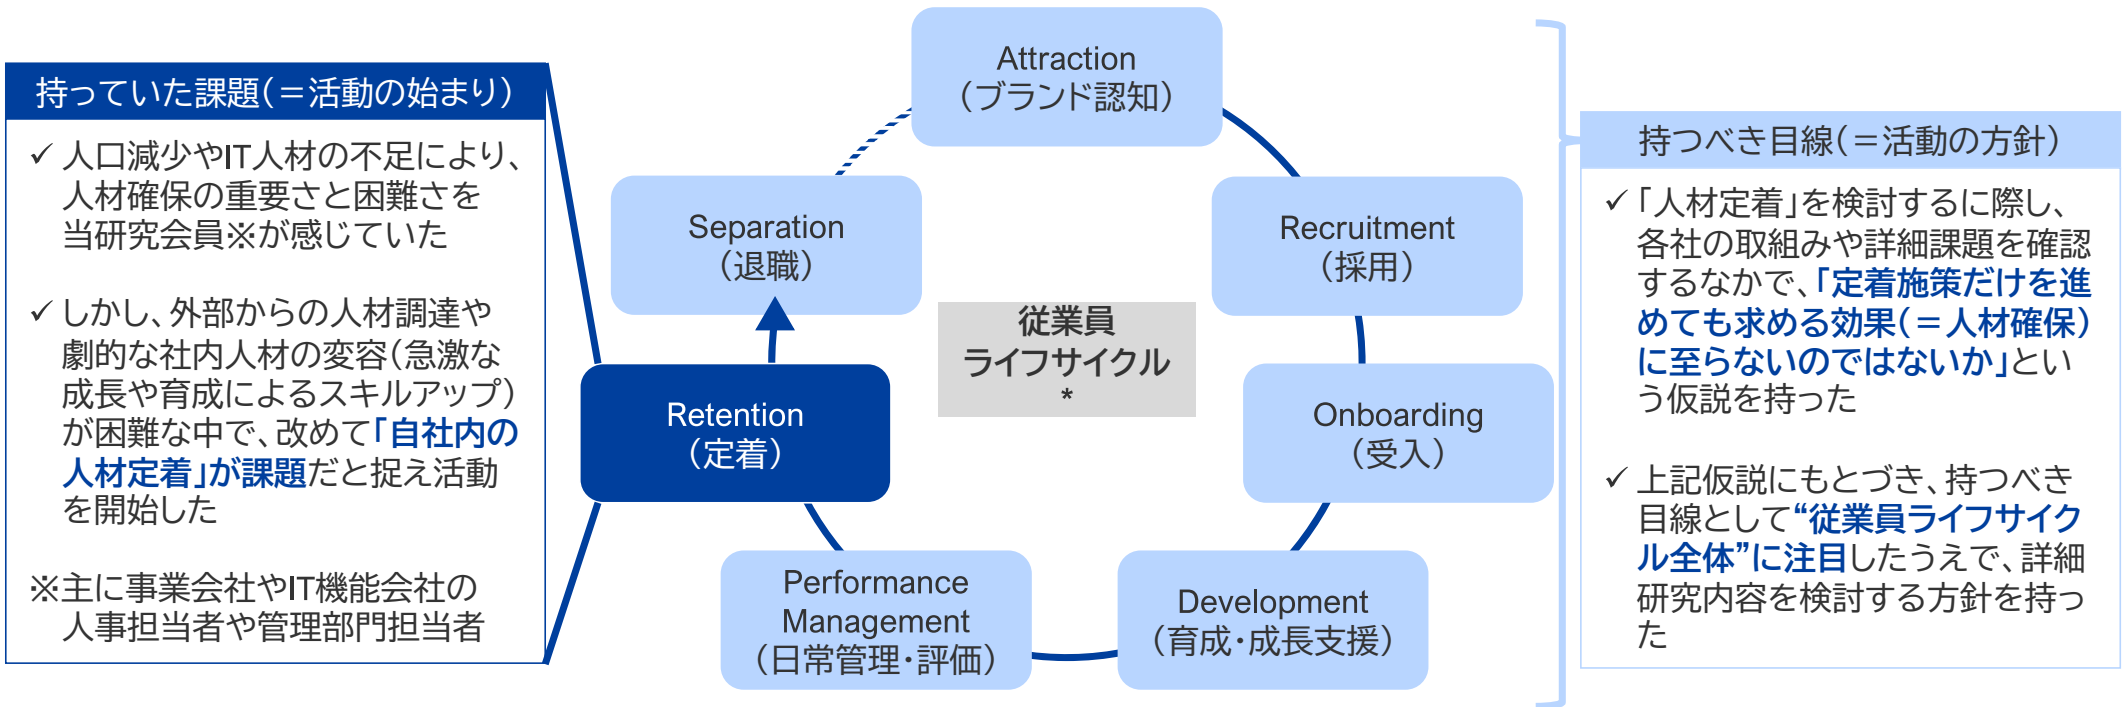 持っていた課題(＝活動の始まり)
✓ 人口減少やIT人材の不足により、
人材確保の重要さと困難さを
当研究会員※が感じていた
✓ しかし、外部からの人材調達や
劇的な社内人材の変容(急激な
成長や育成によるスキルアップ)
が困難な中で、改めて「自社内の
人材定着」が課題だと捉え活動
を開始した
※主に事業会社やIT機能会社の
人事担当者や管理部門担当者
Attraction
(ブランド認知)
Recruitment
(採用)
Onboarding
(受入)
Development
(育成・成長支援)
Performance
Management
(日常管理・評価)
Retention
(定着)
Separation
(退職)
従業員
ライフサイクル
*
持つべき目線(＝活動の方針)
✓ 「人材定着」を検討するに際し、
各社の取組みや詳細課題を確認
するなかで、「定着施策だけを進
めても求める効果(＝人材確保)
に至らないのではないか」とい
う仮説を持った
✓ 上記仮説にもとづき、持つべき
目線として“従業員ライフサイク
ル全体”に注目したうえで、詳細
研究内容を検討する方針を持っ
た